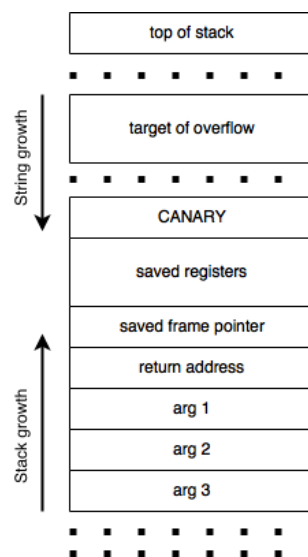 top of stack
String growth
target of overflow
CANARY
saved registers
saved frame pointer
Stack growth
return address
arg 1
arg 2
arg 3